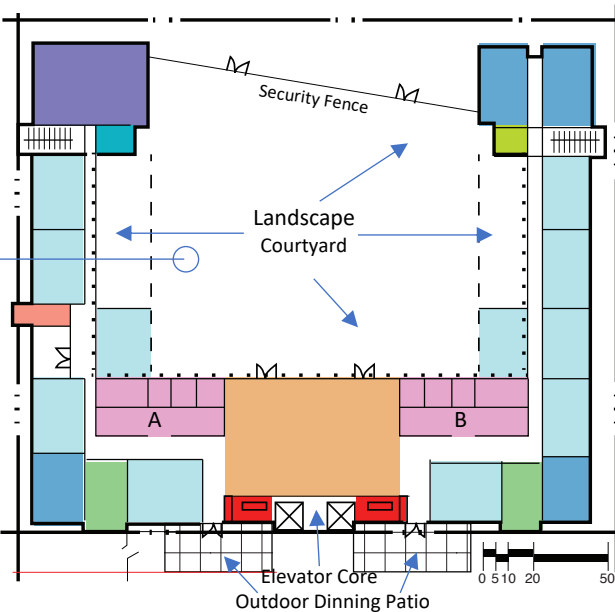 Security Fence
Landscape
Courtyard
A
B
0 5 10 20 50
Elevator Core
Outdoor Dinning Patio